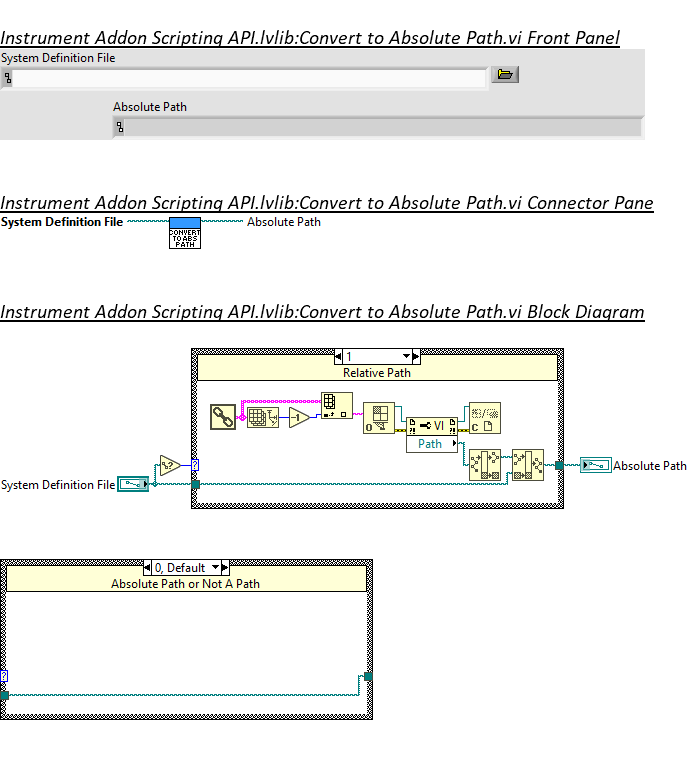 Instrument Addon Scripting API.lvlib:Convert to Absolute Path.vi Front Panel
System Definition File
Absolute Path
Instrument Addon Scripting API.lvlib:Convert to Absolute Path.vi Connector Pane
System Definition File
Absolute Path
CONVERT
TO ABS
PATH
Instrument Addon Scripting API.lvlib:Convert to Absolute Path.vi Block Diagram
1
Relative Path
-1
0
VI
C
Path
?
?
System Definition File
Absolute Path
0, Default
Absolute Path or Not A Path
?